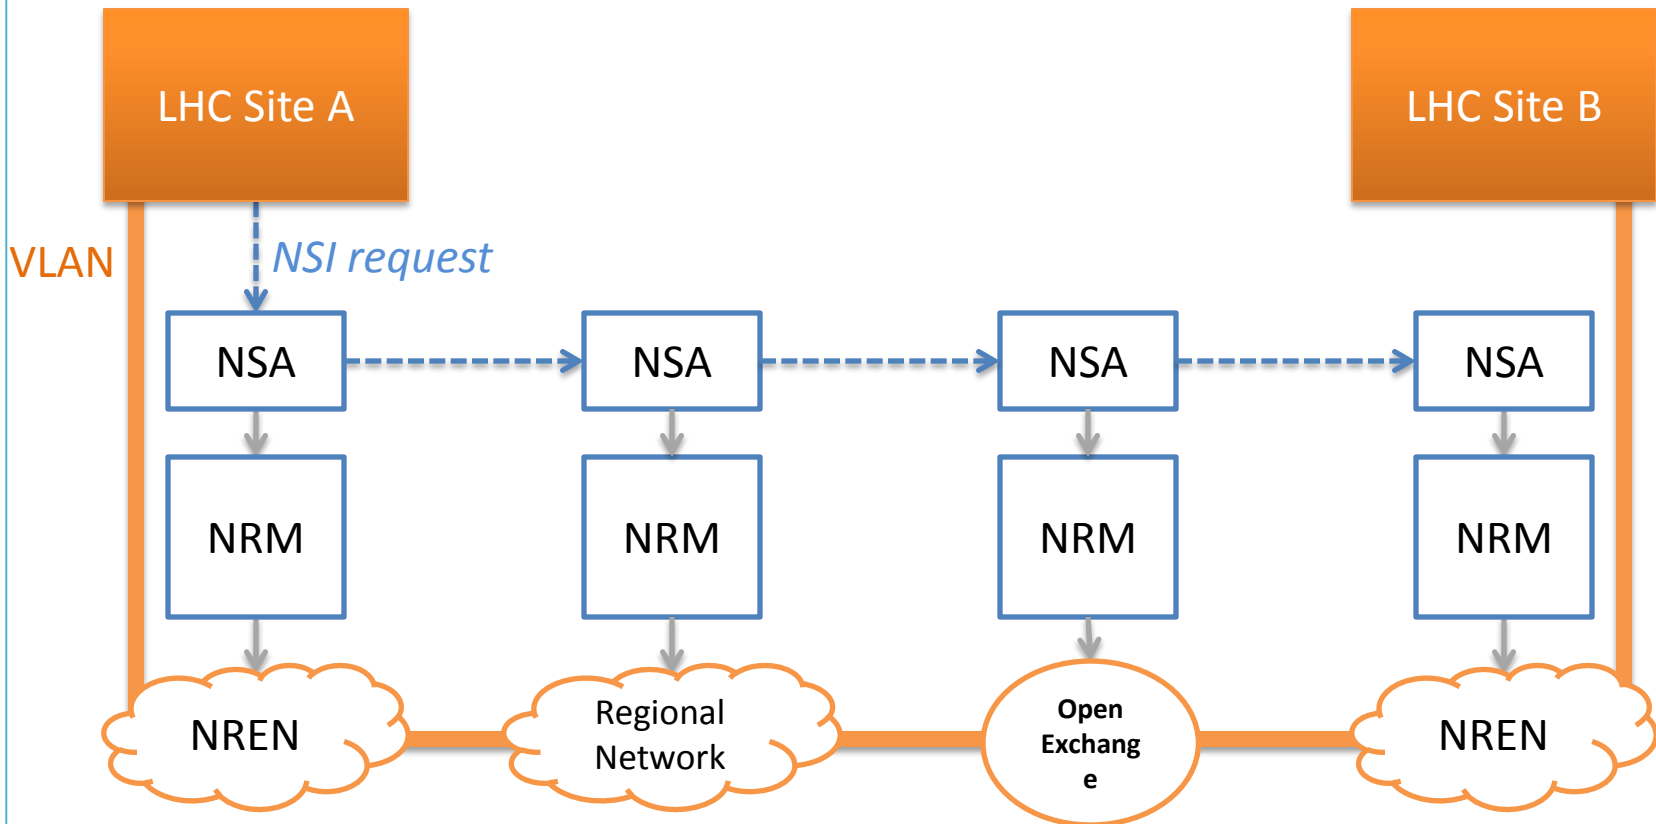 LHC Site A
LHC Site B
VLAN
NSI request
NSA
NSA
NSA
NSA
NRM
NRM
NRM
NRM
NREN
Regional
Network
Open
Exchang
e
NREN